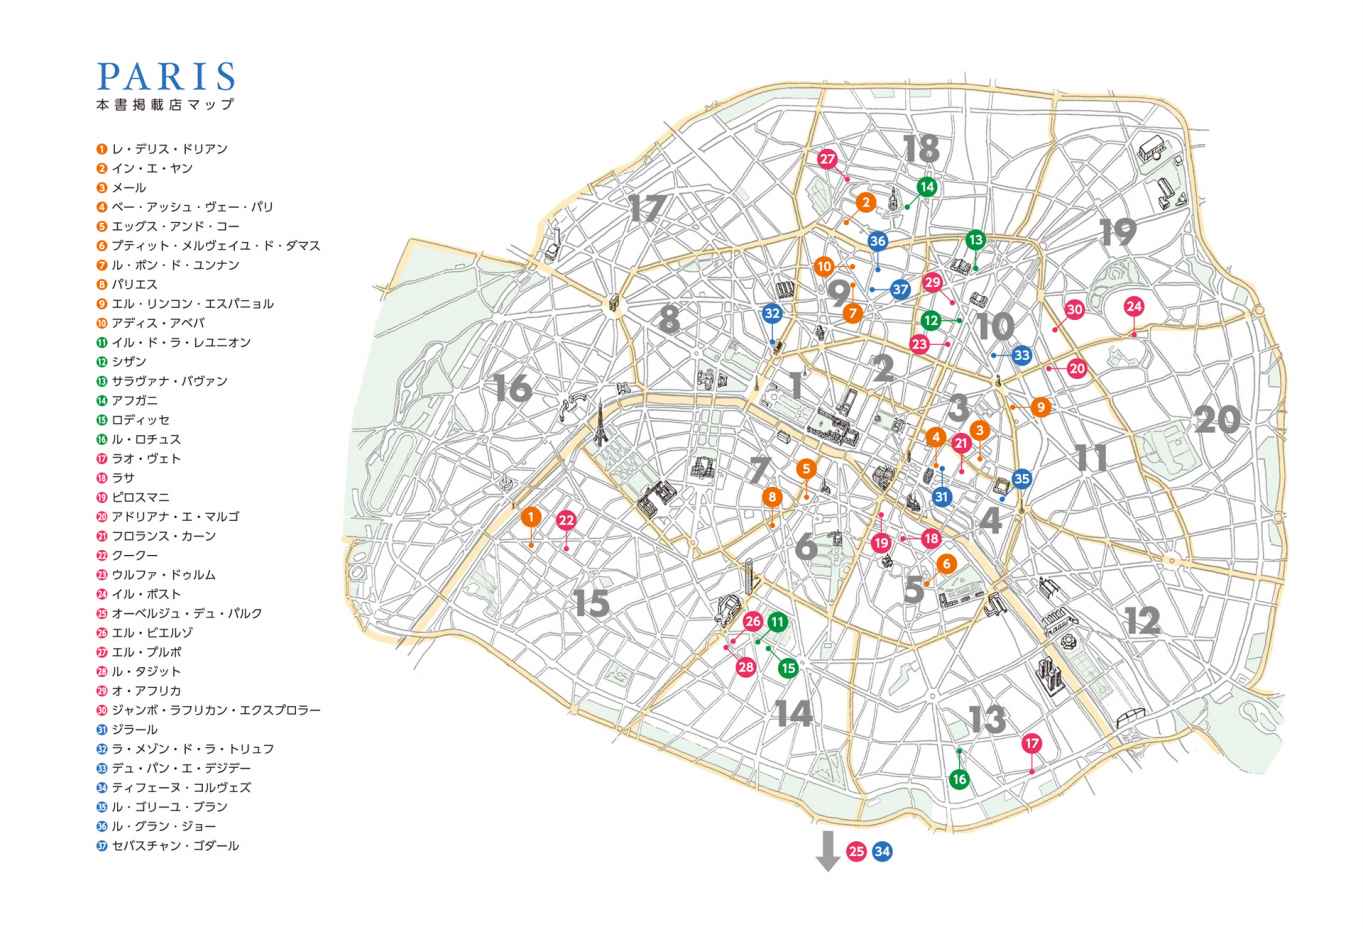 PARIS
本書掲載店マップ
1 レ・デリス・ドリアン
2 イン・エ・ヤン
3 メール
4 ベー・アッシュ・ヴェー・パリ
5 エッグス・アンド・コー
6 プティット・メルヴェイユ・ド・ダマス
7 ル・ボン・ド・ユンナン
8 パリエス
9 エル・リンコン・エスパニョル
10 アディス・アベバ
11 イル・ド・ラ・レユニオン
12 シザン
13 サラヴァナ・バヴァン
14 アフガニ
15 ロディッセ
16 ル・ロチュス
17 ラオ・ヴェト
18 ラサ
19 ピロスマニ
20 アドリアナ・エ・マルゴ
21 フロランス・カーン
22 クークー
23 ウルファ・ドゥルム
24 イル・ポスト
25 オーベルジュ・デュ・パルク
26 エル・ピエルゾ
27 エル・プルポ
28 ル・タジット
29 オ・アフリカ
30 ジャンボ・ラフリカン・エクスプロラー
31 ジラール
32 ラ・メゾン・ド・ラ・トリュフ
33 デュ・パン・エ・デジデー
34 ティフェーヌ・コルヴェズ
35 ル・ゴリーユ・ブラン
36 ル・グラン・ジョー
37 セバスチャン・ゴダール
18
27
14
2
17
36
13
19
10
37
29
9
7
32
8
12
10
30
24
23
33
2
20
16
1
3
9
20
4
21
3
11
7
5
35
8
31
1
22
4
19
18
6
6
5
15
12
26
11
28
15
14
13
17
16
25
34